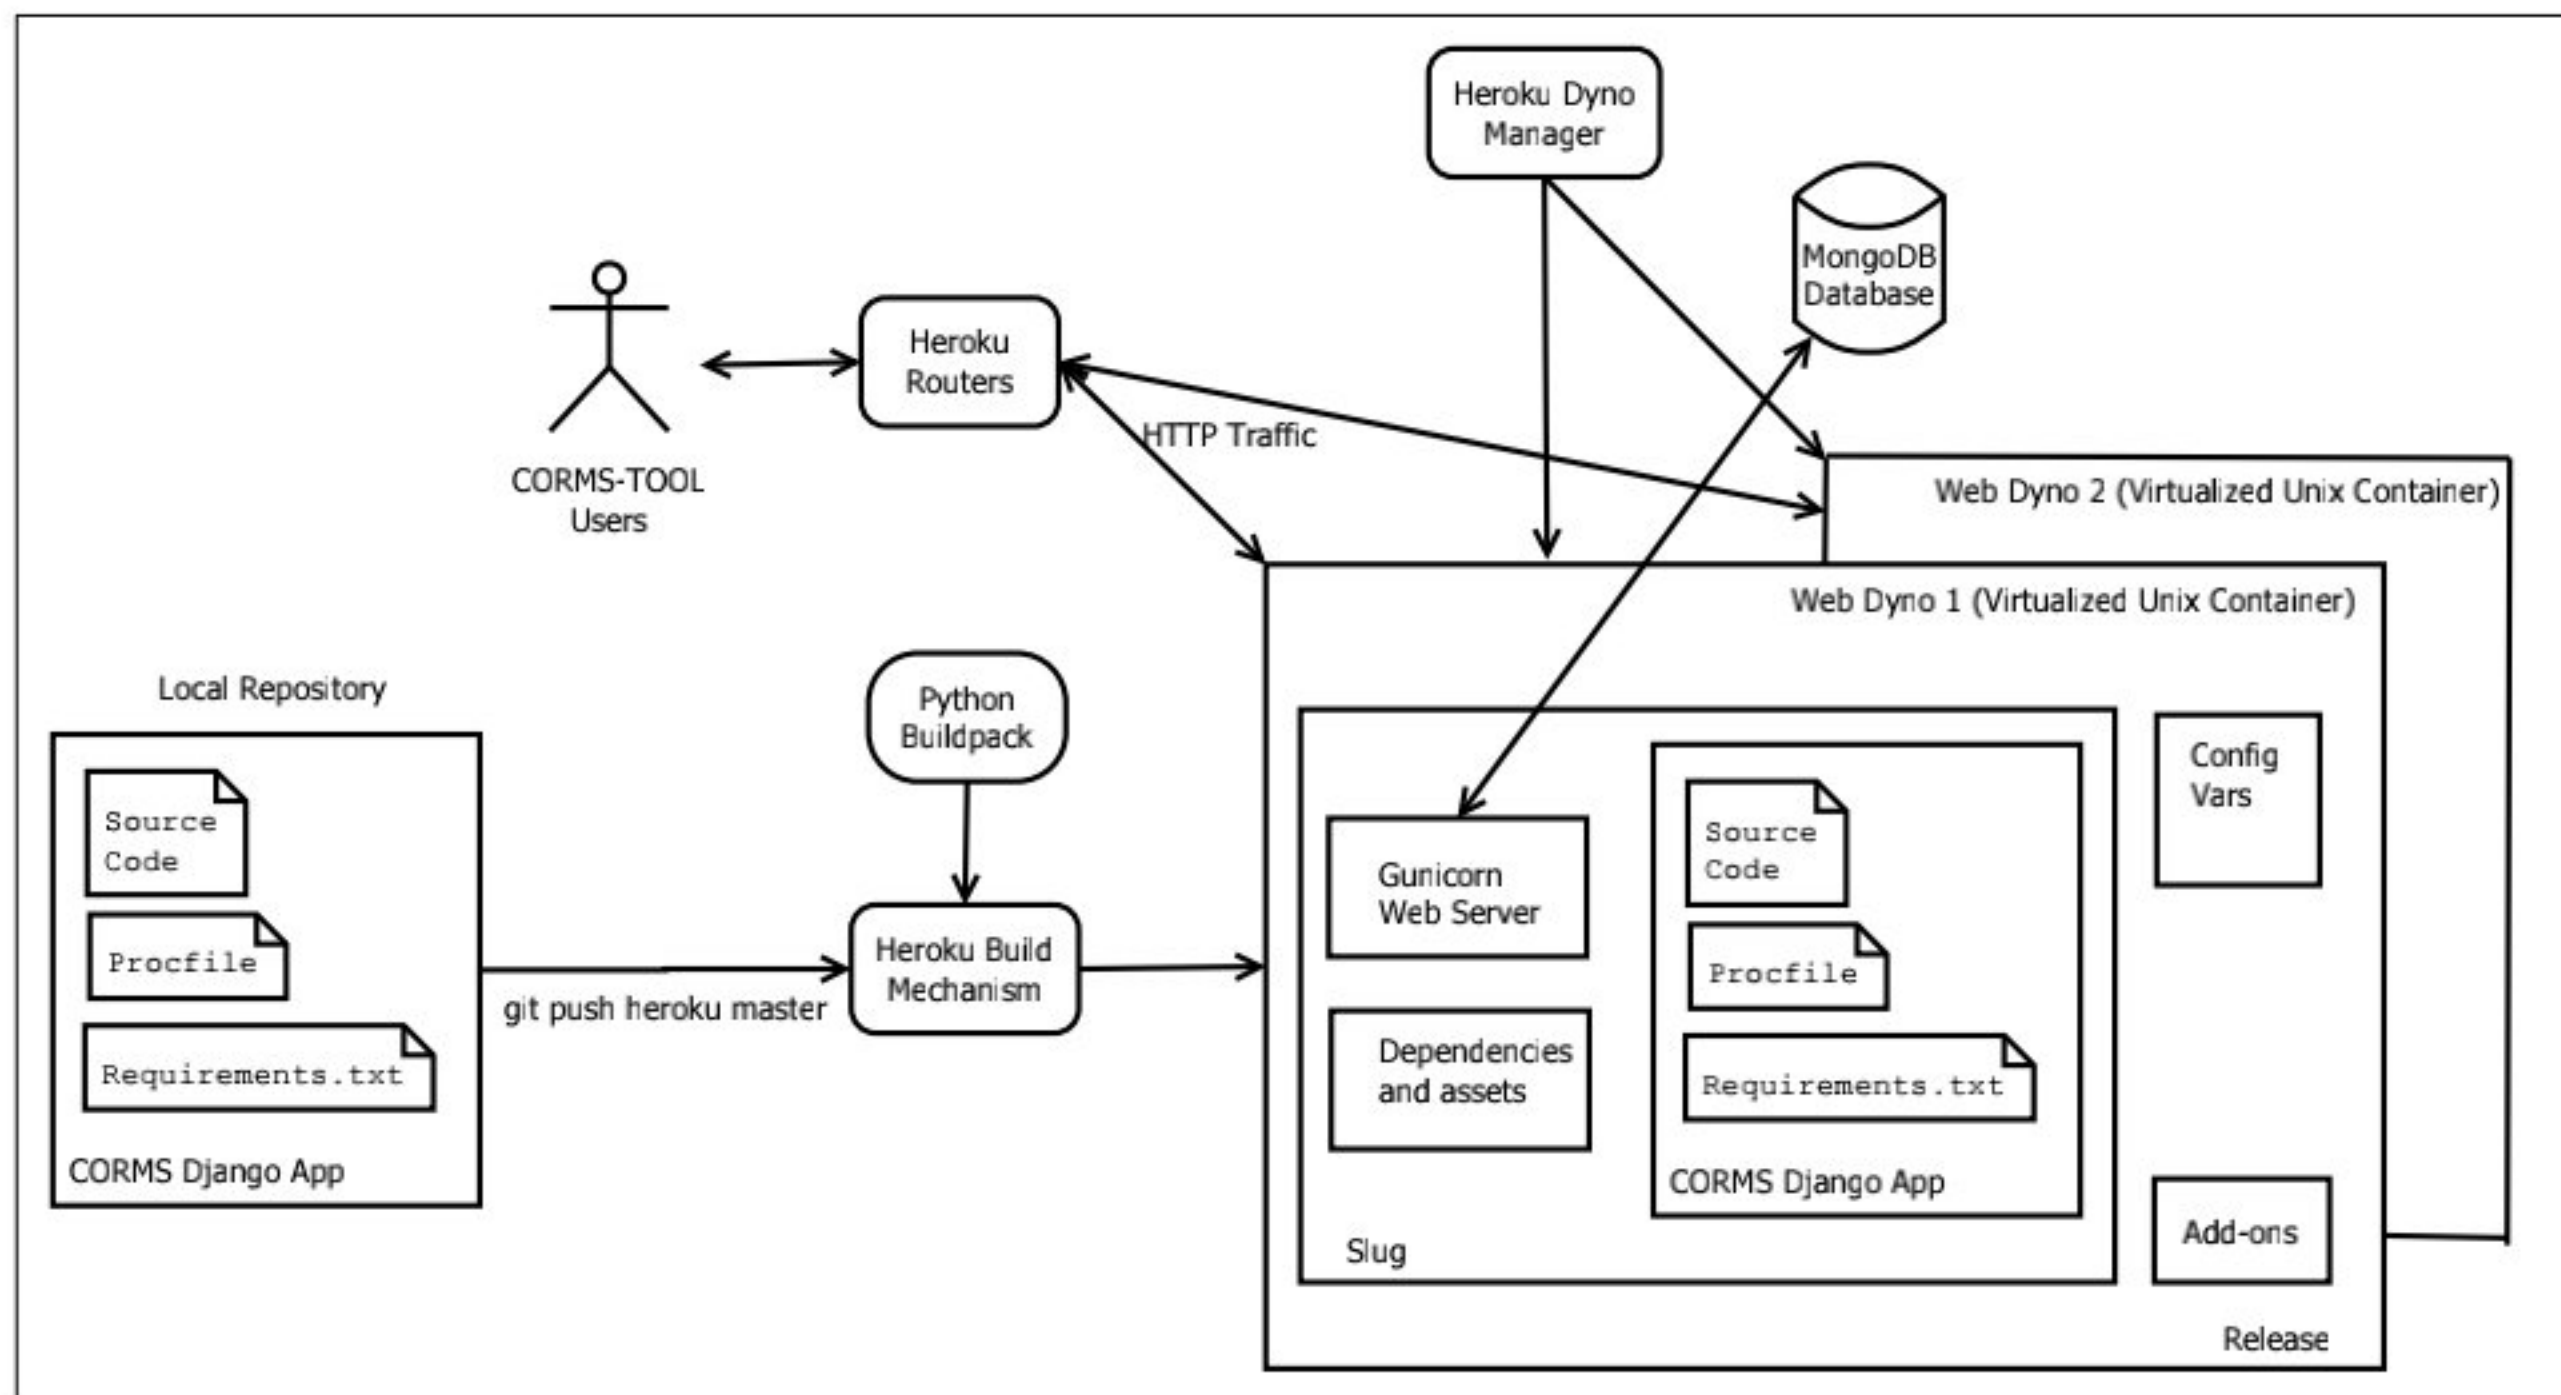 Heroku Dyno
Manager
MongoDB
Database
Heroku
Routers
HTTP Traffic
CORMS-TOOL
Users
Web Dyno 2 (Virtualized Unix Container)
Web Dyno 1 (Virtualized Unix Container)
Local Repository
Source
Code
Procfile
Requirements.txt
CORMS Django App
git push heroku master
Python
Buildpack
Heroku Build
Mechanism
Gunicorn
Web Server
Dependencies
and assets
Source
Code
Procfile
Requirements.txt
CORMS Django App
Slug
Config
Vars
Add-ons
Release